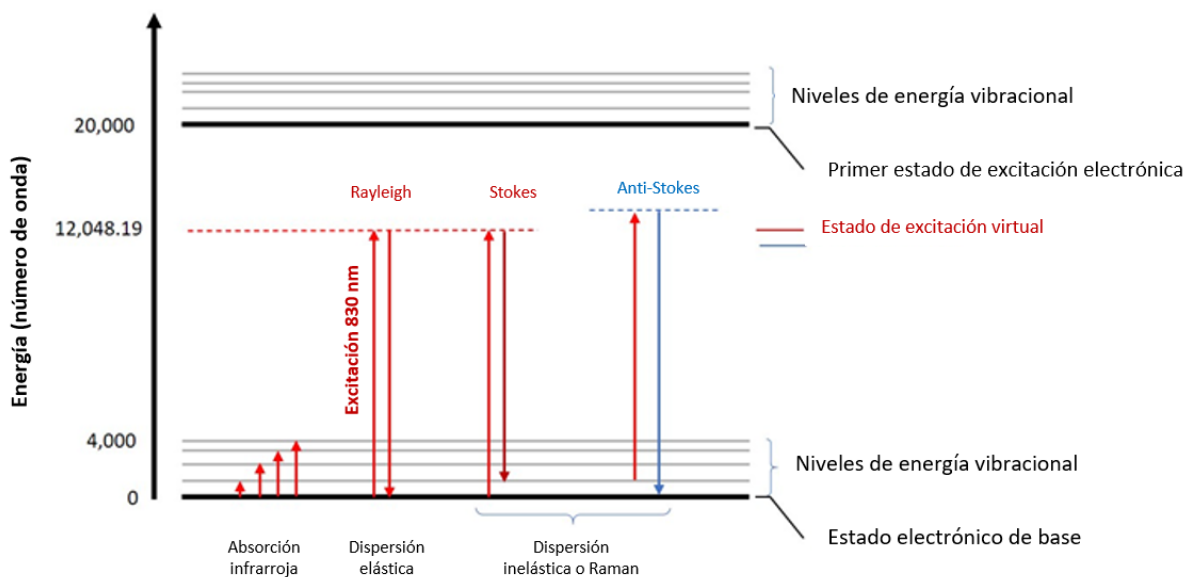 Energía (número de onda)
20,000
12,048.19
4,000
0
Niveles de energía vibracional
Primer estado de excitación electrónica
Rayleigh
Stokes
Anti-Stokes
Estado de excitación virtual
Excitación 830 nm
Niveles de energía vibracional
Estado electrónico de base
Absorción
infrarroja
Dispersión
elástica
Dispersión
inelástica o Raman